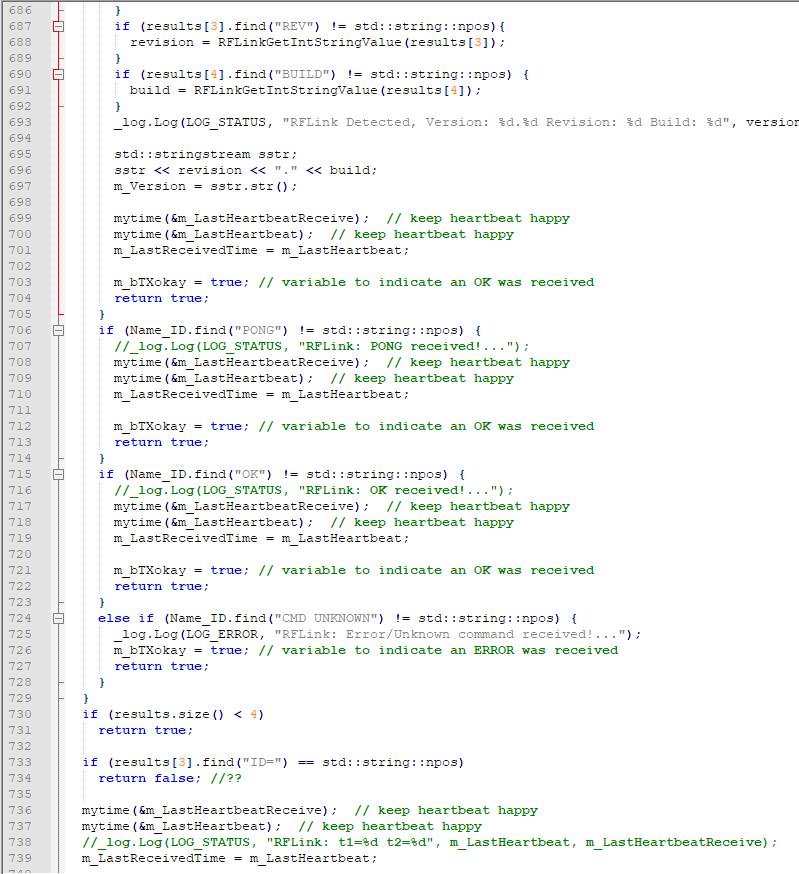 686 }
687 if (results[3].find("REV") != std::string::npos){
688 revision = RFLinkGetIntStringValue(results[3]);
689 }
690 if (results[4].find("BUILD") != std::string::npos) {
691 build = RFLinkGetIntStringValue(results[4]);
692 }
693 _log.Log(LOG_STATUS, "RFLink Detected, Version: %d.%d Revision: %d Build: %d", version
694
695 std::stringstream sstr;
696 sstr << revision << "." << build;
697 m_Version = sstr.str();
698
699 mytime(&m_LastHeartbeatReceive);  // keep heartbeat happy
700 mytime(&m_LastHeartbeat);  // keep heartbeat happy
701 m_LastReceivedTime = m_LastHeartbeat;
702
703 m_bTXokay = true; // variable to indicate an OK was received
704 return true;
705 }
706 if (Name_ID.find("PONG") != std::string::npos) {
707 //_log.Log(LOG_STATUS, "RFLink: PONG received!...");
708 mytime(&m_LastHeartbeatReceive);  // keep heartbeat happy
709 mytime(&m_LastHeartbeat);  // keep heartbeat happy
710 m_LastReceivedTime = m_LastHeartbeat;
711
712 m_bTXokay = true; // variable to indicate an OK was received
713 return true;
714 }
715 if (Name_ID.find("OK") != std::string::npos) {
716 //_log.Log(LOG_STATUS, "RFLink: OK received!...");
717 mytime(&m_LastHeartbeatReceive);  // keep heartbeat happy
718 mytime(&m_LastHeartbeat);  // keep heartbeat happy
719 m_LastReceivedTime = m_LastHeartbeat;
720
721 m_bTXokay = true; // variable to indicate an OK was received
722 return true;
723 }
724 else if (Name_ID.find("CMD UNKNOWN") != std::string::npos) {
725 _log.Log(LOG_ERROR, "RFLink: Error/Unknown command received!...");
726 m_bTXokay = true; // variable to indicate an ERROR was received
727 return true;
728 }
729 }
730 if (results.size() < 4)
731 return true;
732
733 if (results[3].find("ID=") == std::string::npos)
734 return false; //??
735
736 mytime(&m_LastHeartbeatReceive);  // keep heartbeat happy
737 mytime(&m_LastHeartbeat);  // keep heartbeat happy
738 //_log.Log(LOG_STATUS, "RFLink: t1=%d t2=%d", m_LastHeartbeat, m_LastHeartbeatReceive);
739 m_LastReceivedTime = m_LastHeartbeat;